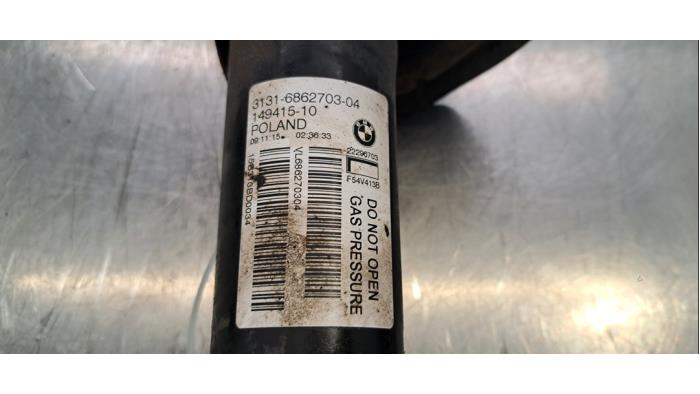 3131-6862703-04
149415-10
POLAND
09:11:15 02:36:33
BMW
22296703
F54V413B
VL686270304
DO NOT OPEN
GAS PRESSURE